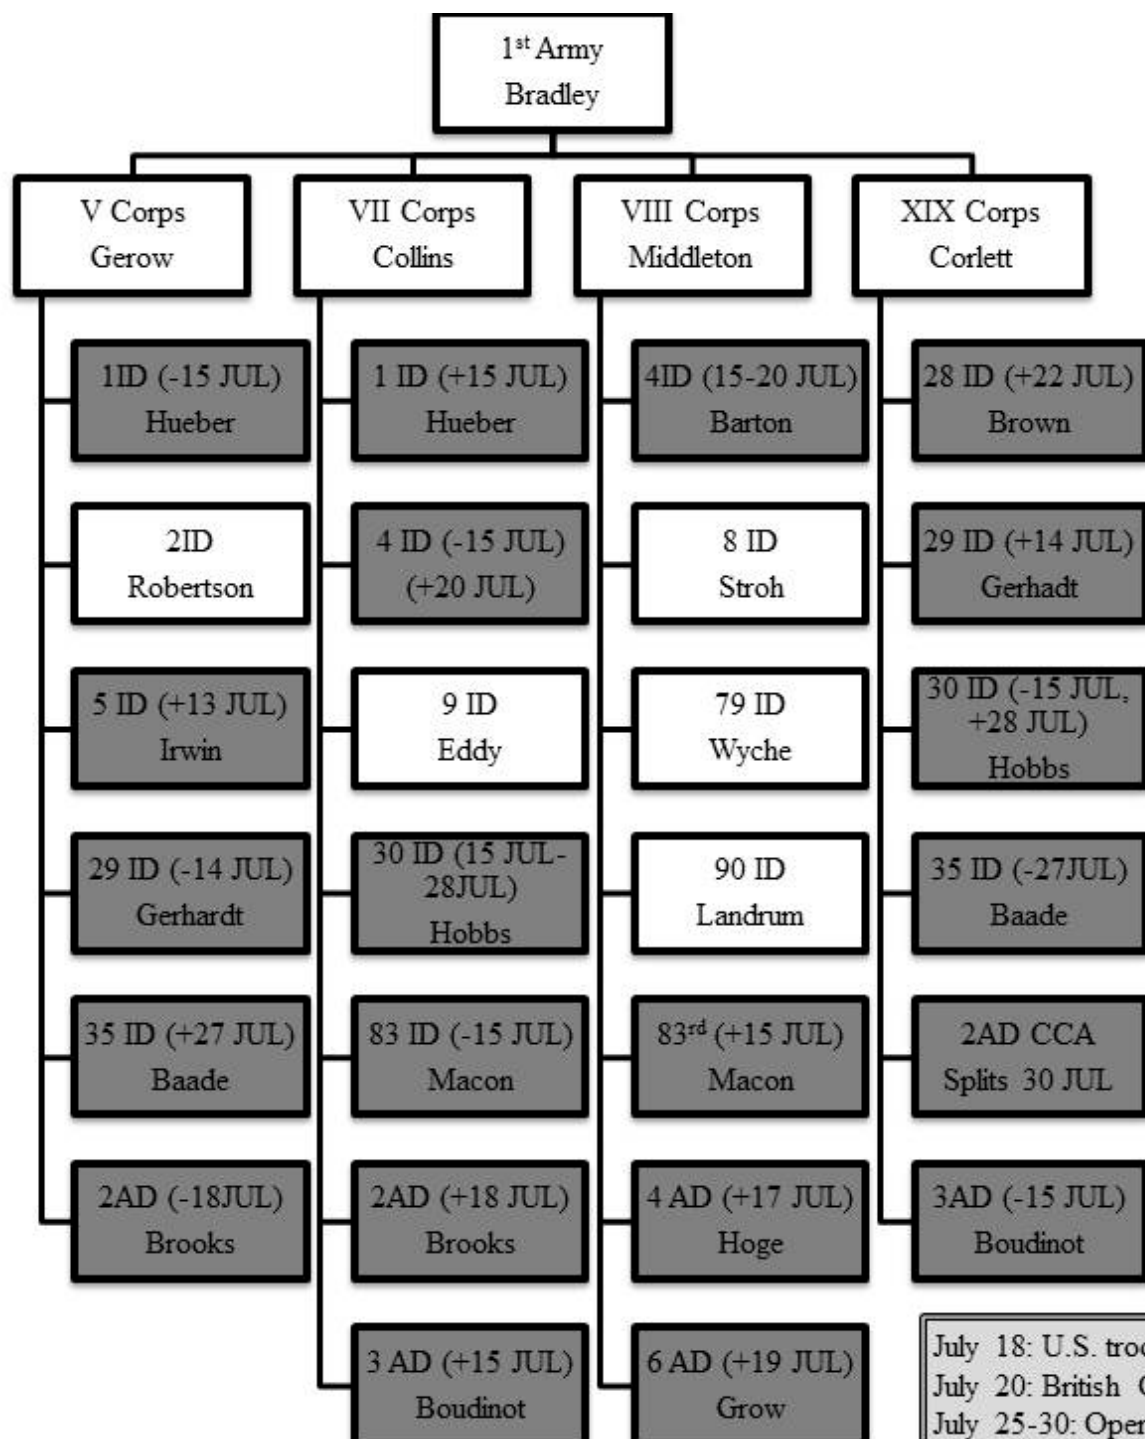 1st Army
Bradley
V Corps
Gerow
VII Corps
Collins
VIII Corps
Middleton
XIX Corps
Corlett
1ID (-15 JUL)
Hueber
1 ID (+15 JUL)
Hueber
4ID (15-20 JUL)
Barton
28 ID (+22 JUL)
Brown
2ID
Robertson
4 ID (-15 JUL)
(+20 JUL)
8 ID
Stroh
29 ID (+14 JUL)
Gerhadt
5 ID (+13 JUL)
Irwin
9 ID
Eddy
79 ID
Wyche
30 ID (-15 JUL,
+28 JUL)
Hobbs
29 ID (-14 JUL)
Gerhardt
30 ID (15 JUL-
28JUL)
Hobbs
90 ID
Landrum
35 ID (-27JUL)
Baade
35 ID (+27 JUL)
Baade
83 ID (-15 JUL)
Macon
83rd (+15 JUL)
Macon
2AD CCA
Splits 30 JUL
2AD (-18JUL)
Brooks
2AD (+18 JUL)
Brooks
4 AD (+17 JUL)
Hoge
3AD (-15 JUL)
Boudinot
3 AD (+15 JUL)
Boudinot
6 AD (+19 JUL)
Grow
July 18: U.S.
July 20: British
July 25-30: